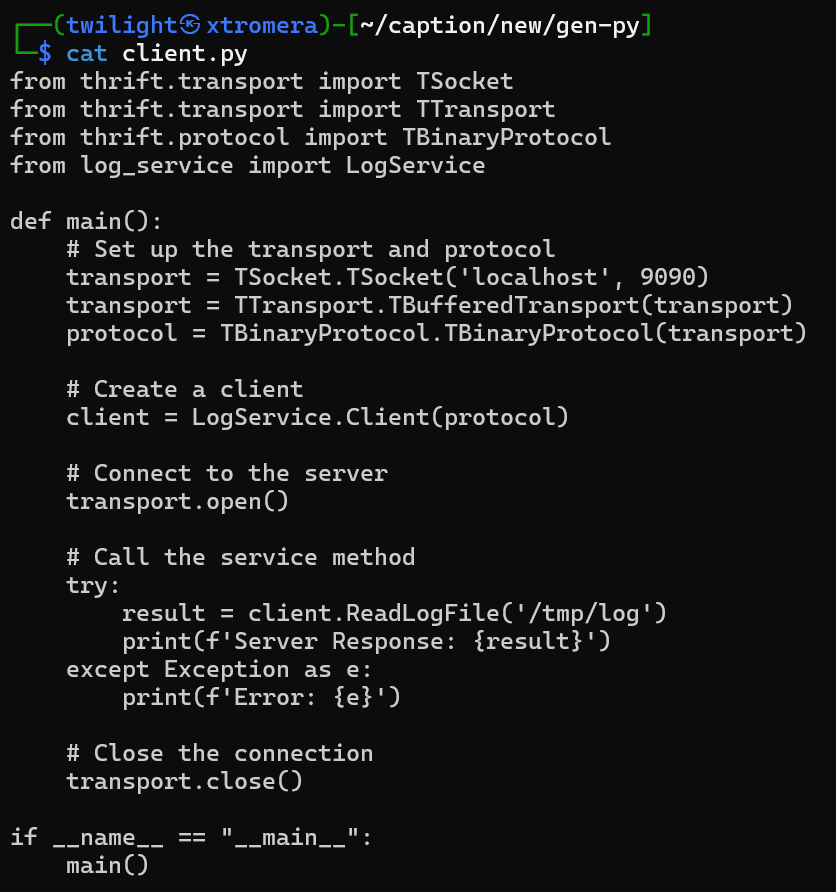 ┌──(twilight㉿xtromera)-[~/caption/new/gen-py]
└─$ cat client.py
from thrift.transport import TSocket
from thrift.transport import TTransport
from thrift.protocol import TBinaryProtocol
from log_service import LogService

def main():
    # Set up the transport and protocol
    transport = TSocket.TSocket('localhost', 9090)
    transport = TTransport.TBufferedTransport(transport)
    protocol = TBinaryProtocol.TBinaryProtocol(transport)

    # Create a client
    client = LogService.Client(protocol)

    # Connect to the server
    transport.open()

    # Call the service method
    try:
        result = client.ReadLogFile('/tmp/log')
        print(f'Server Response: {result}')
    except Exception as e:
        print(f'Error: {e}')

    # Close the connection
    transport.close()

if __name__ == "__main__":
    main()